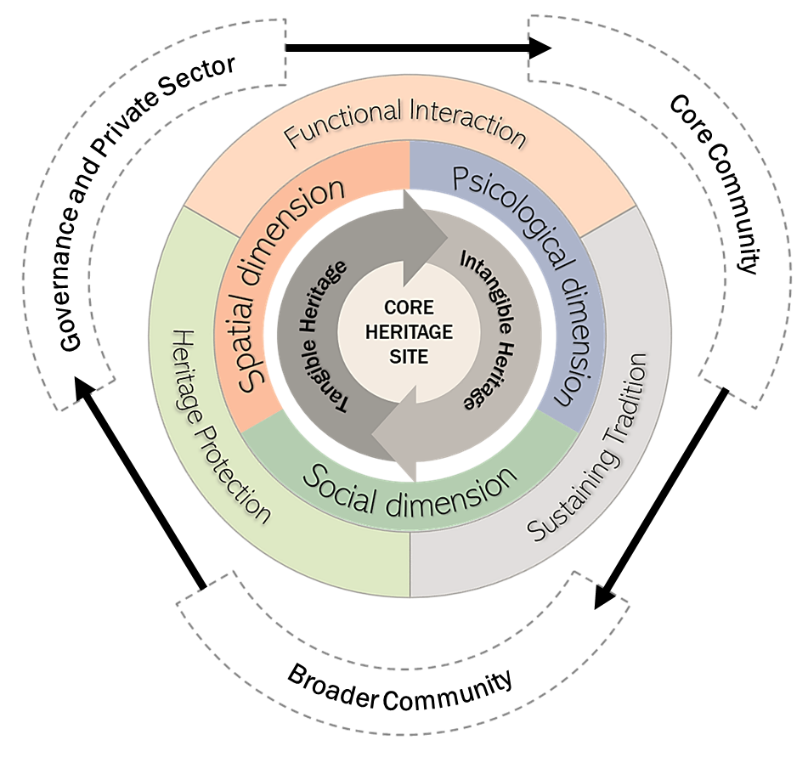 Governance and Private Sector
Core Community
Functional Interaction
Spatial dimension
Psicological dimension
Tangible Heritage
Intangible Heritage
CORE
HERITAGE
SITE
Heritage Protection
Sustaining Tradition
Social dimension
Broader Community